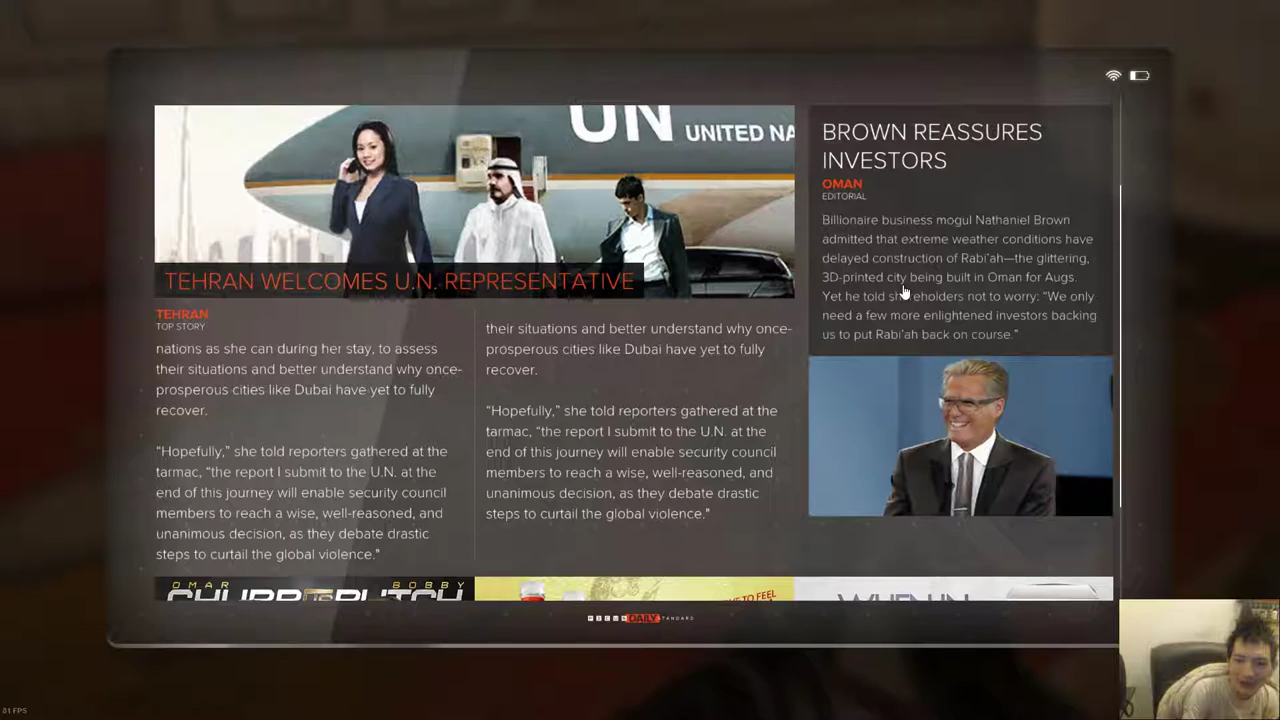 UN UNITED NA
TEHRAN WELCOMES U.N. REPRESENTATIVE
TEHRAN
TOP STORY
nations as she can during her stay, to assess
their situations and better understand why once-
prosperous cities like Dubai have yet to fully
recover.
“Hopefully,” she told reporters gathered at the
tarmac, “the report I submit to the U.N. at the
end of this journey will enable security council
members to reach a wise, well-reasoned, and
unanimous decision, as they debate drastic
steps to curtail the global violence.”
their situations and better understand why once-
prosperous cities like Dubai have yet to fully
recover.
“Hopefully,” she told reporters gathered at the
tarmac, “the report I submit to the U.N. at the
end of this journey will enable security council
members to reach a wise, well-reasoned, and
unanimous decision, as they debate drastic
steps to curtail the global violence.”
BROWN REASSURES
INVESTORS
OMAN
EDITORIAL
Billionaire business mogul Nathaniel Brown
admitted that extreme weather conditions have
delayed construction of Rabi’ah—the glittering,
3D-printed city being built in Oman for Augs.
Yet he told shareholders not to worry: “We only
need a few more enlightened investors backing
us to put Rabi’ah back on course.”
OMAR BOBBY
TO FEEL
WHEN IN
PICUS DAILY STANDARD
81 FPS